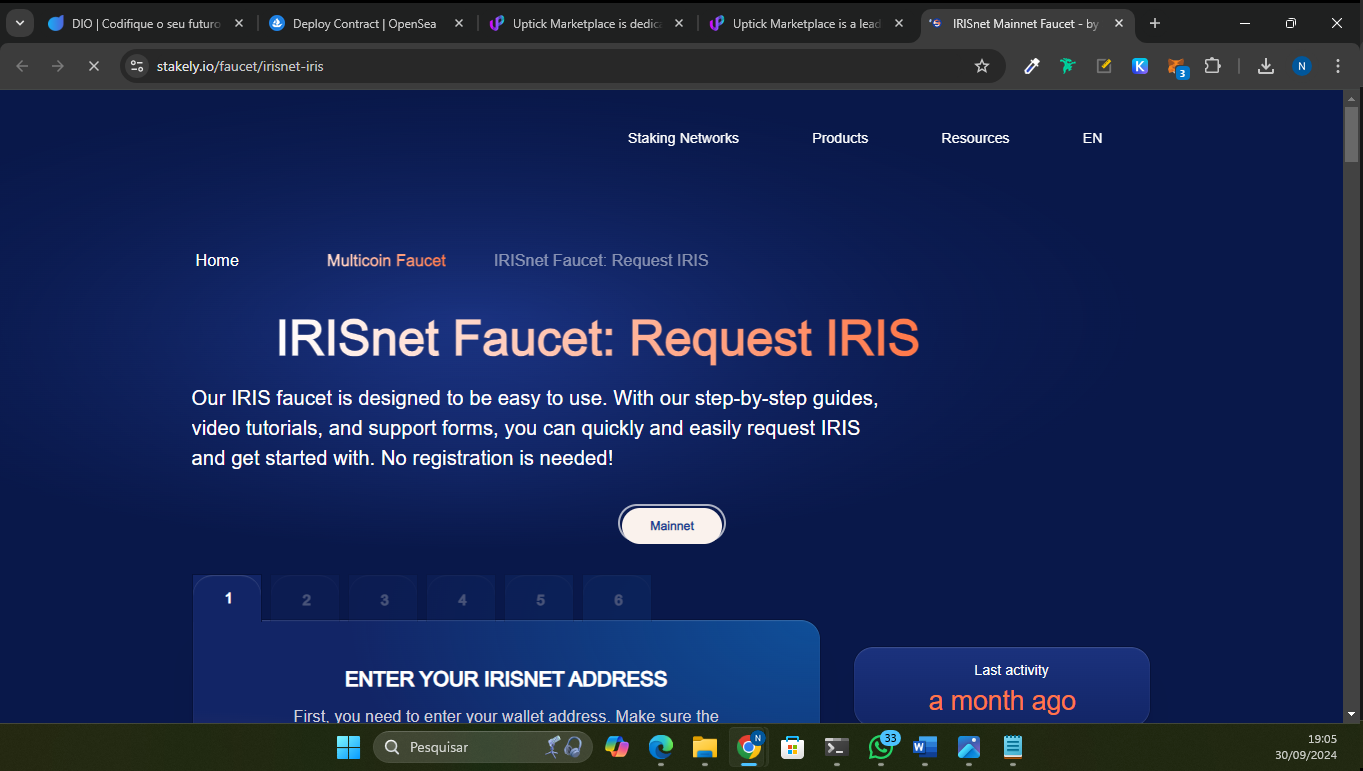 DIO | Codifique o seu futuro
Deploy Contract | OpenSea
Uptick Marketplace is dedica
Uptick Marketplace is a lead
IRISnet Mainnet Faucet - by
stakely.io/faucet/irisnet-iris
K
3
N
Staking Networks
Products
Resources
EN
Home
Multicoin Faucet
IRISnet Faucet: Request IRIS
IRISnet Faucet: Request IRIS
Our IRIS faucet is designed to be easy to use. With our step-by-step guides,
video tutorials, and support forms, you can quickly and easily request IRIS
and get started with. No registration is needed!
Mainnet
1
2
3
4
5
6
ENTER YOUR IRISNET ADDRESS
First, you need to enter your wallet address. Make sure the
Last activity
a month ago
Pesquisar
N
33
W
19:05
30/09/2024